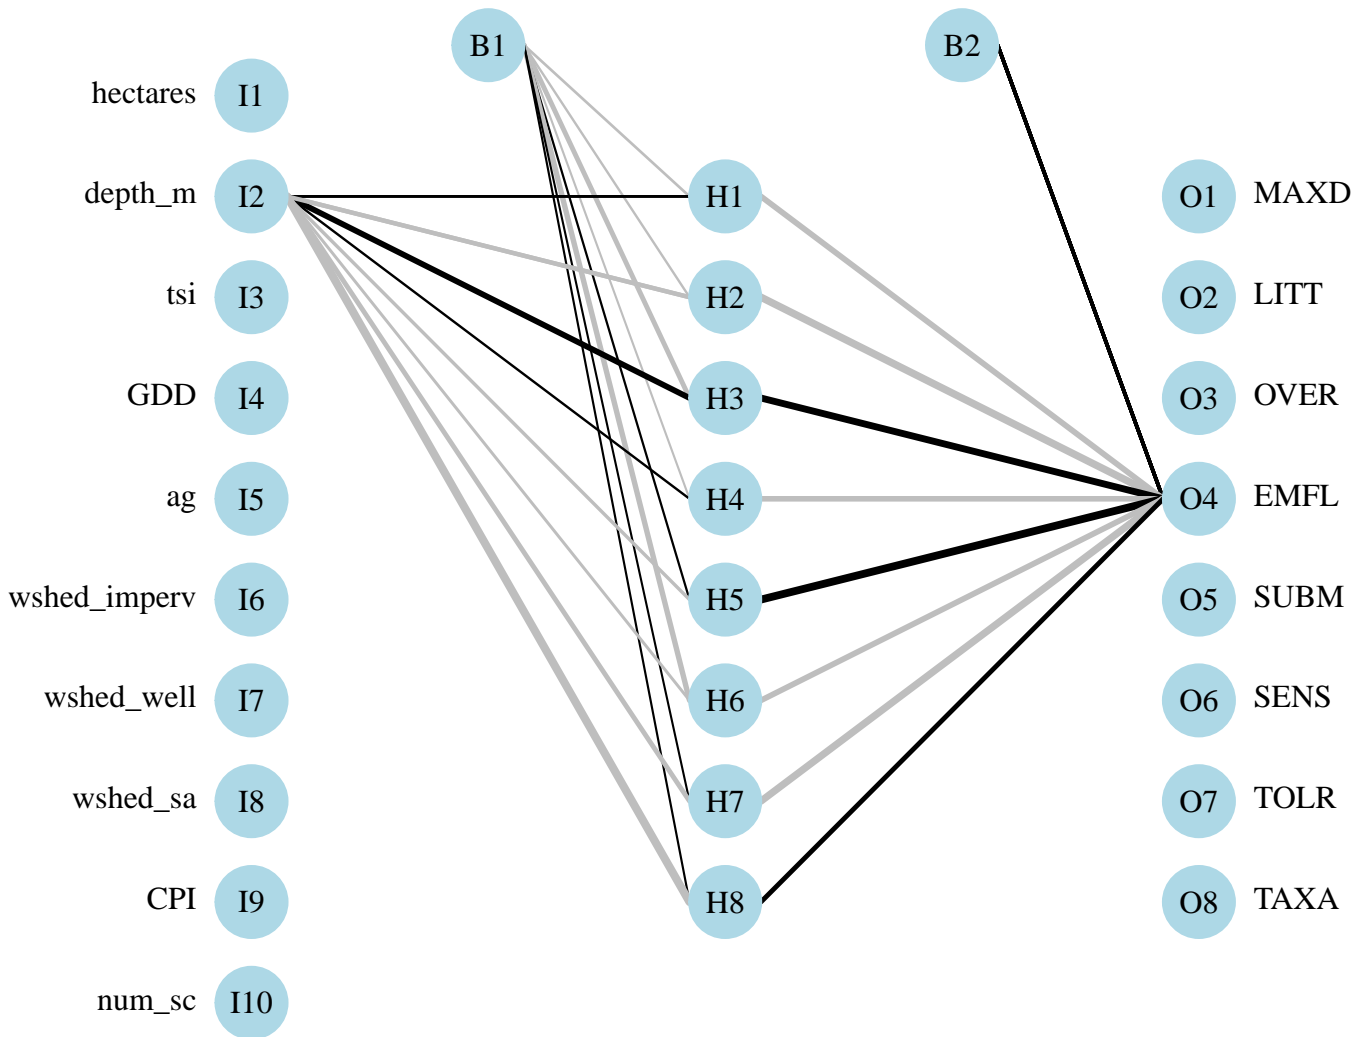 B1
B2
hectares I1
depth_m I2 H1 O1 MAXD
tsi I3 H2 O2 LITT
GDD I4 H3 O3 OVER
ag I5 H4 O4 EMFL
wshed_imperv I6 H5 O5 SUBM
wshed_well I7 H6 O6 SENS
wshed_sa I8 H7 O7 TOLR
CPI I9 H8 O8 TAXA
num_sc I10